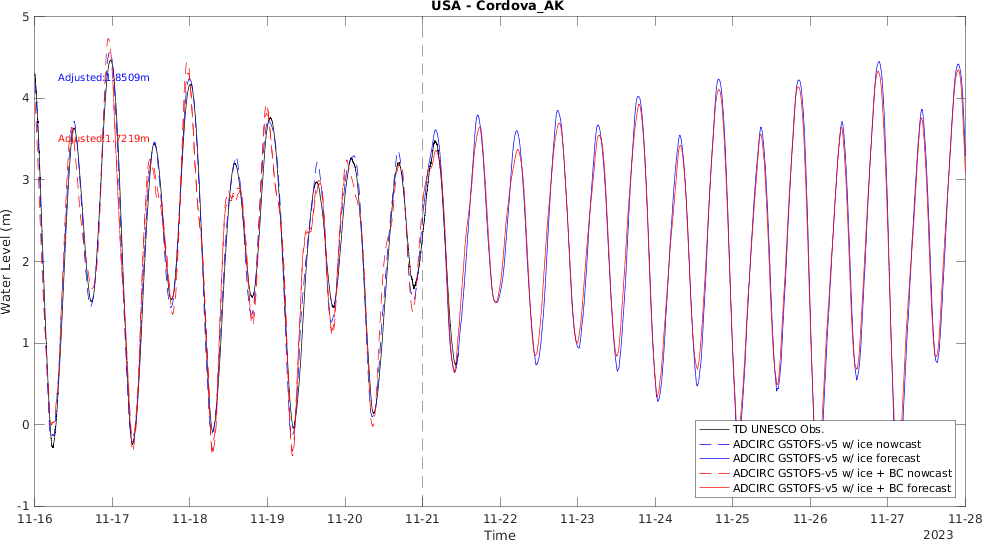 USA - Cordova_AK
5
4
3
2
1
0
-1
Water Level (m)
Adjusted:1.8509m
Adjusted:1.7219m
TD UNESCO Obs.
ADCIRC GSTOFS-v5 w/ ice nowcast
ADCIRC GSTOFS-v5 w/ ice forecast
ADCIRC GSTOFS-v5 w/ ice + BC nowcast
ADCIRC GSTOFS-v5 w/ ice + BC forecast
11-16 11-17 11-18 11-19 11-20 11-21 11-22 11-23 11-24 11-25 11-26 11-27 11-28
Time
2023